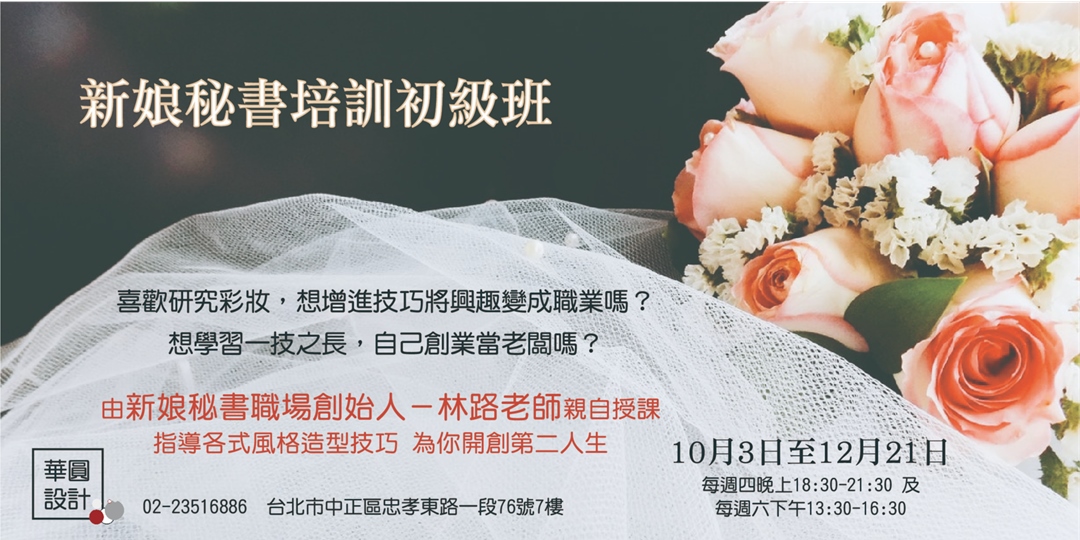 新娘秘書培訓初級班
喜歡研究彩妝，想增進技巧將興趣變成職業嗎？
想學習一技之長，自己創業當老闆嗎？
由新娘秘書職場創始人－林路老師親自授課
指導各式風格造型技巧 為你開創第二人生
10月3日至12月21日
每週四晚上18:30-21:30 及
每週六下午13:30-16:30
華圓
設計
02-23516886 台北市中正區忠孝東路一段76號7樓